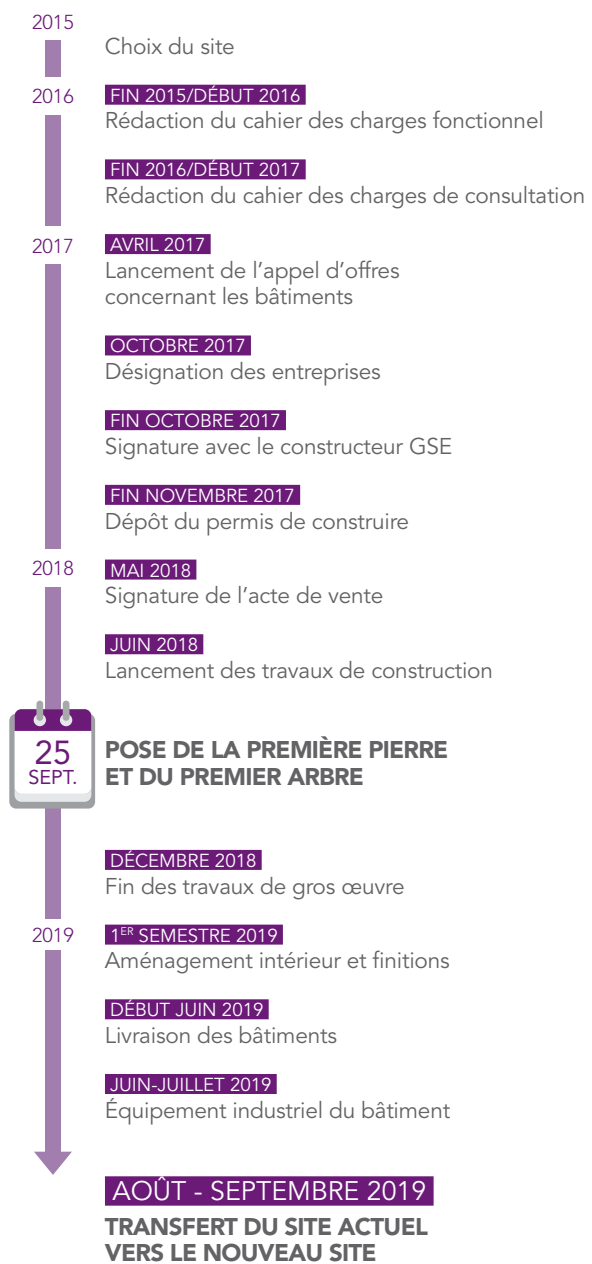 2015
Choix du site
2016
FIN 2015/DÉBUT 2016
Rédaction du cahier des charges fonctionnel
FIN 2016/DÉBUT 2017
Rédaction du cahier des charges de consultation
2017
AVRIL 2017
Lancement de l’appel d’offres
concernant les bâtiments
OCTOBRE 2017
Désignation des entreprises
FIN OCTOBRE 2017
Signature avec le constructeur GSE
FIN NOVEMBRE 2017
Dépôt du permis de construire
2018
MAI 2018
Signature de l’acte de vente
JUIN 2018
Lancement des travaux de construction
25
SEPT.
POSE DE LA PREMIÈRE PIERRE
ET DU PREMIER ARBRE
DÉCEMBRE 2018
Fin des travaux de gros œuvre
2019
1ER SEMESTRE 2019
Aménagement intérieur et finitions
DÉBUT JUIN 2019
Livraison des bâtiments
JUIN-JUILLET 2019
Équipement industriel du bâtiment
AOÛT - SEPTEMBRE 2019
TRANSFERT DU SITE ACTUEL
VERS LE NOUVEAU SITE